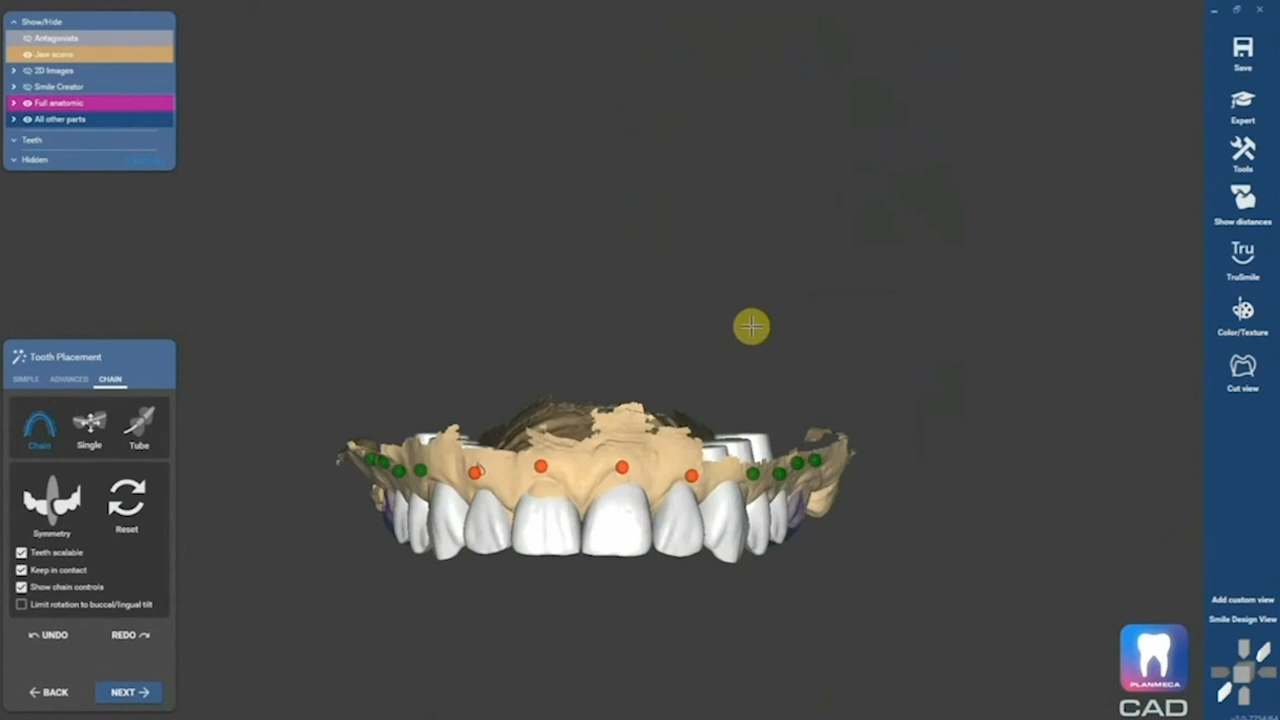 Show/Hide
Antagonists
Jaw scans
2D Images
Smile Creator
Full anatomic
All other parts
Teeth
Hidden
Tooth Placement
SIMPLE ADVANCED CHAIN
Chain Single Tube
Symmetry Reset
Teeth scalable
Keep in contact
Show chain controls
Limit rotation to buccal/lingual tilt
UNDO REDO
BACK NEXT
Save
Expert
Tools
Show distances
Tru
TruSmile
Color/Texture
Cut view
Add custom view
Smile Design View
PLANMECA
CAD